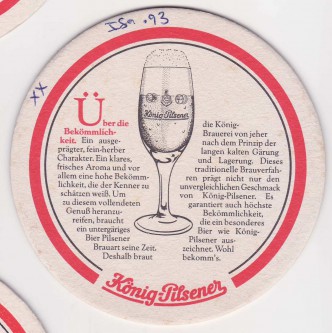 ISa .93
xx
Über die
Bekömmlich-
keit. Ein ausge-
prägter, fein-herber
Charakter. Ein klares,
frisches Aroma und vor
allem eine hohe Bekömm-
lichkeit, die der Kenner zu
schätzen weiß. Um
zu diesem vollendeten
Genuß heranzu-
reifen, braucht
ein untergäriges
Bier Pilsener
Brauart seine Zeit.
Deshalb braut
König-Pilsener
die König-
Brauerei von jeher
nach dem Prinzip der
langen kalten Gärung
und Lagerung. Dieses
traditionelle Brauverfah-
ren prägt nicht nur den
unvergleichlichen Geschmack
von König-Pilsener. Es
garantiert auch höchste
Bekömmlichkeit,
die ein besonderes
Bier wie König-
Pilsener aus-
zeichnet. Wohl
bekomm's.
König-Pilsener